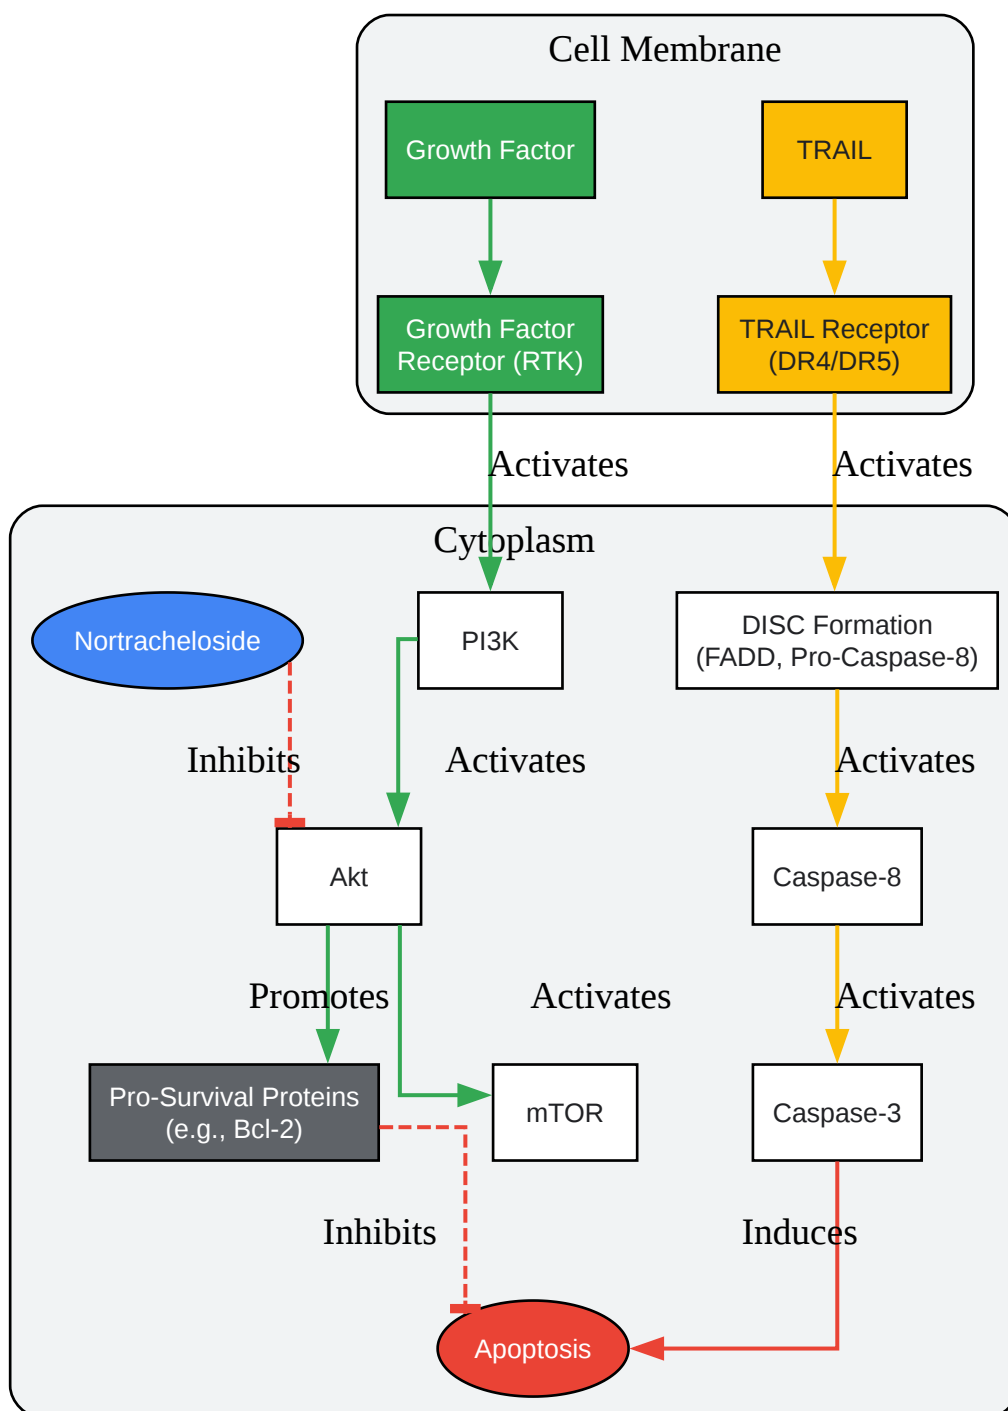 Cell Membrane
Growth Factor
TRAIL
Growth Factor
Receptor (RTK)
TRAIL Receptor
(DR4/DR5)
Activates
Activates
Cytoplasm
Nortracheloside
PI3K
DISC Formation
(FADD, Pro-Caspase-8)
Inhibits
Activates
Activates
Akt
Caspase-8
Promotes
Activates
Activates
Pro-Survival Proteins
(e.g., Bcl-2)
mTOR
Caspase-3
Inhibits
Induces
Apoptosis